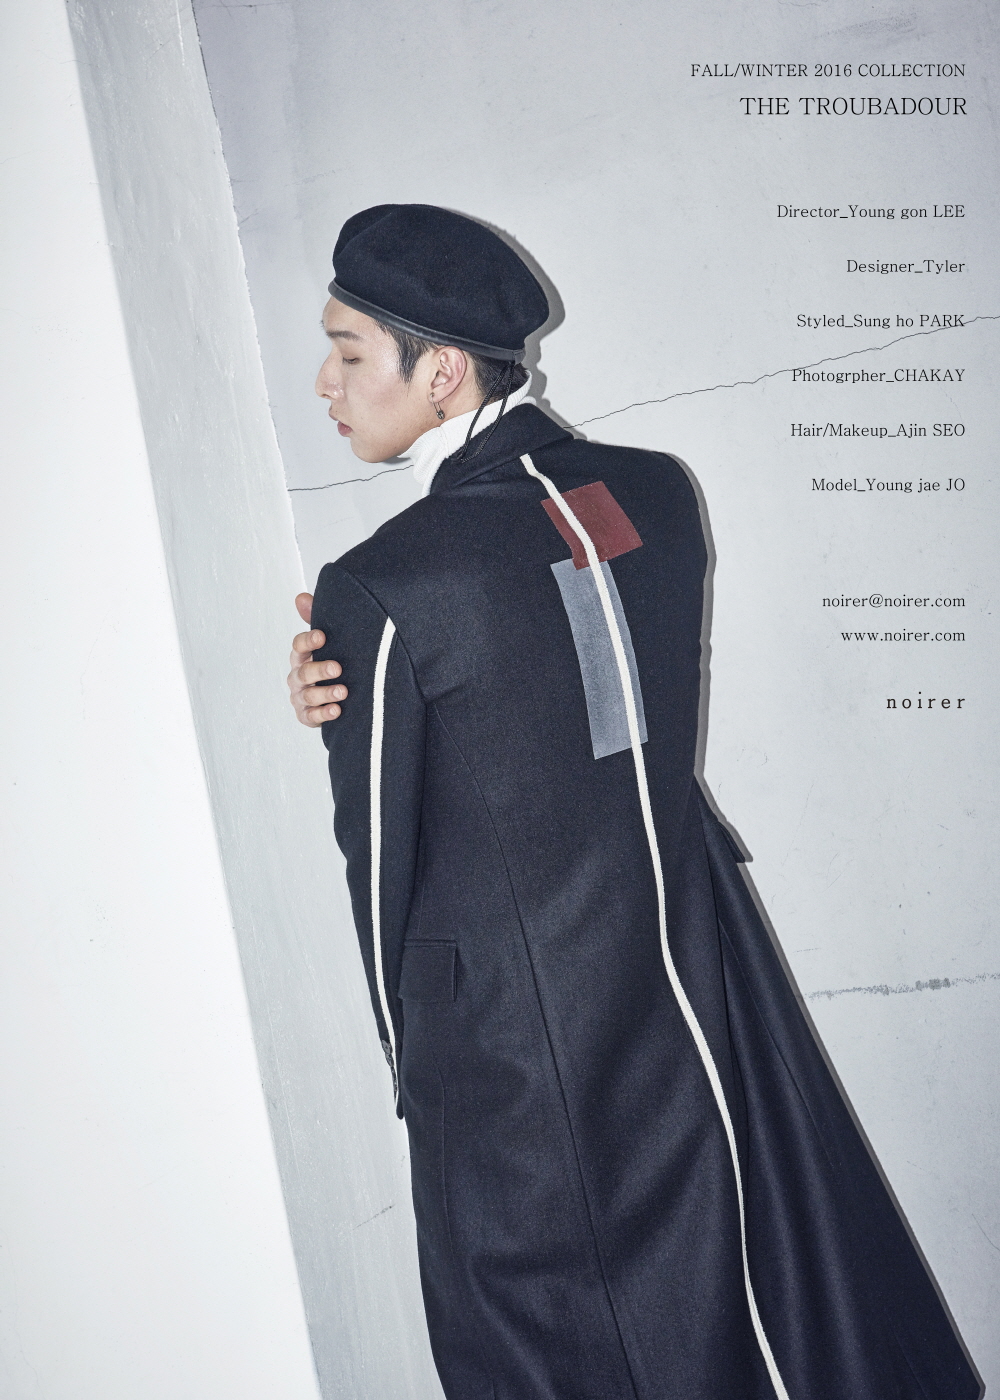 FALL/WINTER 2016 COLLECTION
THE TROUBADOUR
Director_Young gon LEE
Designer_Tyler
Styled_Sung ho PARK
Photogrpher_CHAKAY
Hair/Makeup_Ajin SEO
Model_Young jae JO
noirer@noirer.com
www.noirer.com
noirer